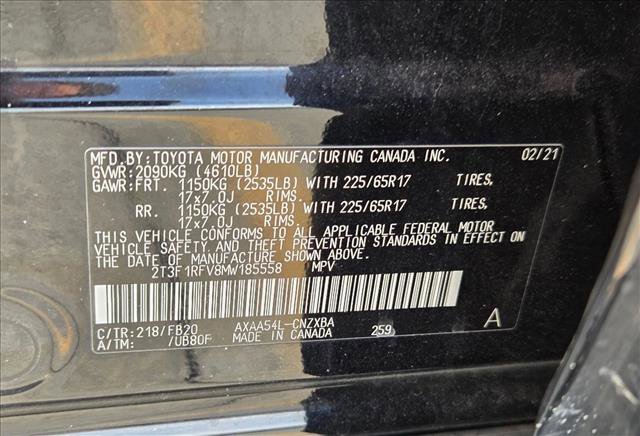 MFD.BY:TOYOTA MOTOR MANUFACTURING CANADA INC. 02/21
GVWR:2090KG (4610LB)
GAWR:FRT. 1150KG (2535LB) WITH 225/65R17 TIRES,
17x7.0J RIMS.
RR. 1150KG (2535LB) WITH 225/65R17 TIRES,
17x7.0J RIMS.
THIS VEHICLE CONFORMS TO ALL APPLICABLE FEDERAL MOTOR
VEHICLE SAFETY, AND THEFT PREVENTION STANDARDS IN EFFECT ON
THE DATE OF MANUFACTURE SHOWN ABOVE.
2T3F1RFV8MW185558 MPV
C/TR:218/FB20 AXAA54L-CNZXBA 259 A
A/TM: /UB80F MADE IN CANADA